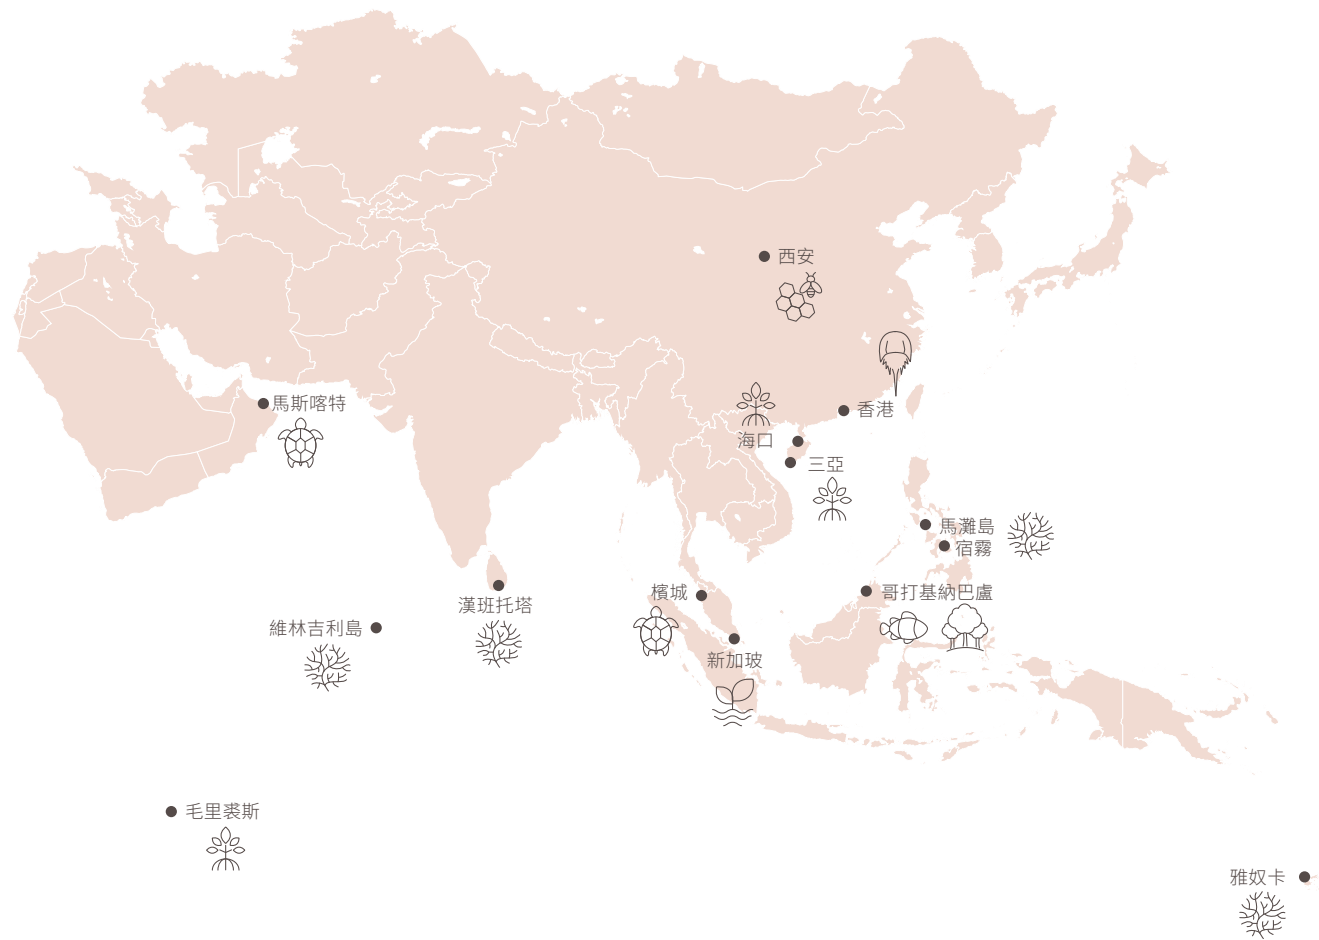 西安
馬斯喀特
香港
海口
三亞
馬灘島
宿霧
檳城
哥打基納巴盧
漢班托塔
維林吉利島
新加玻
毛里裘斯
雅奴卡